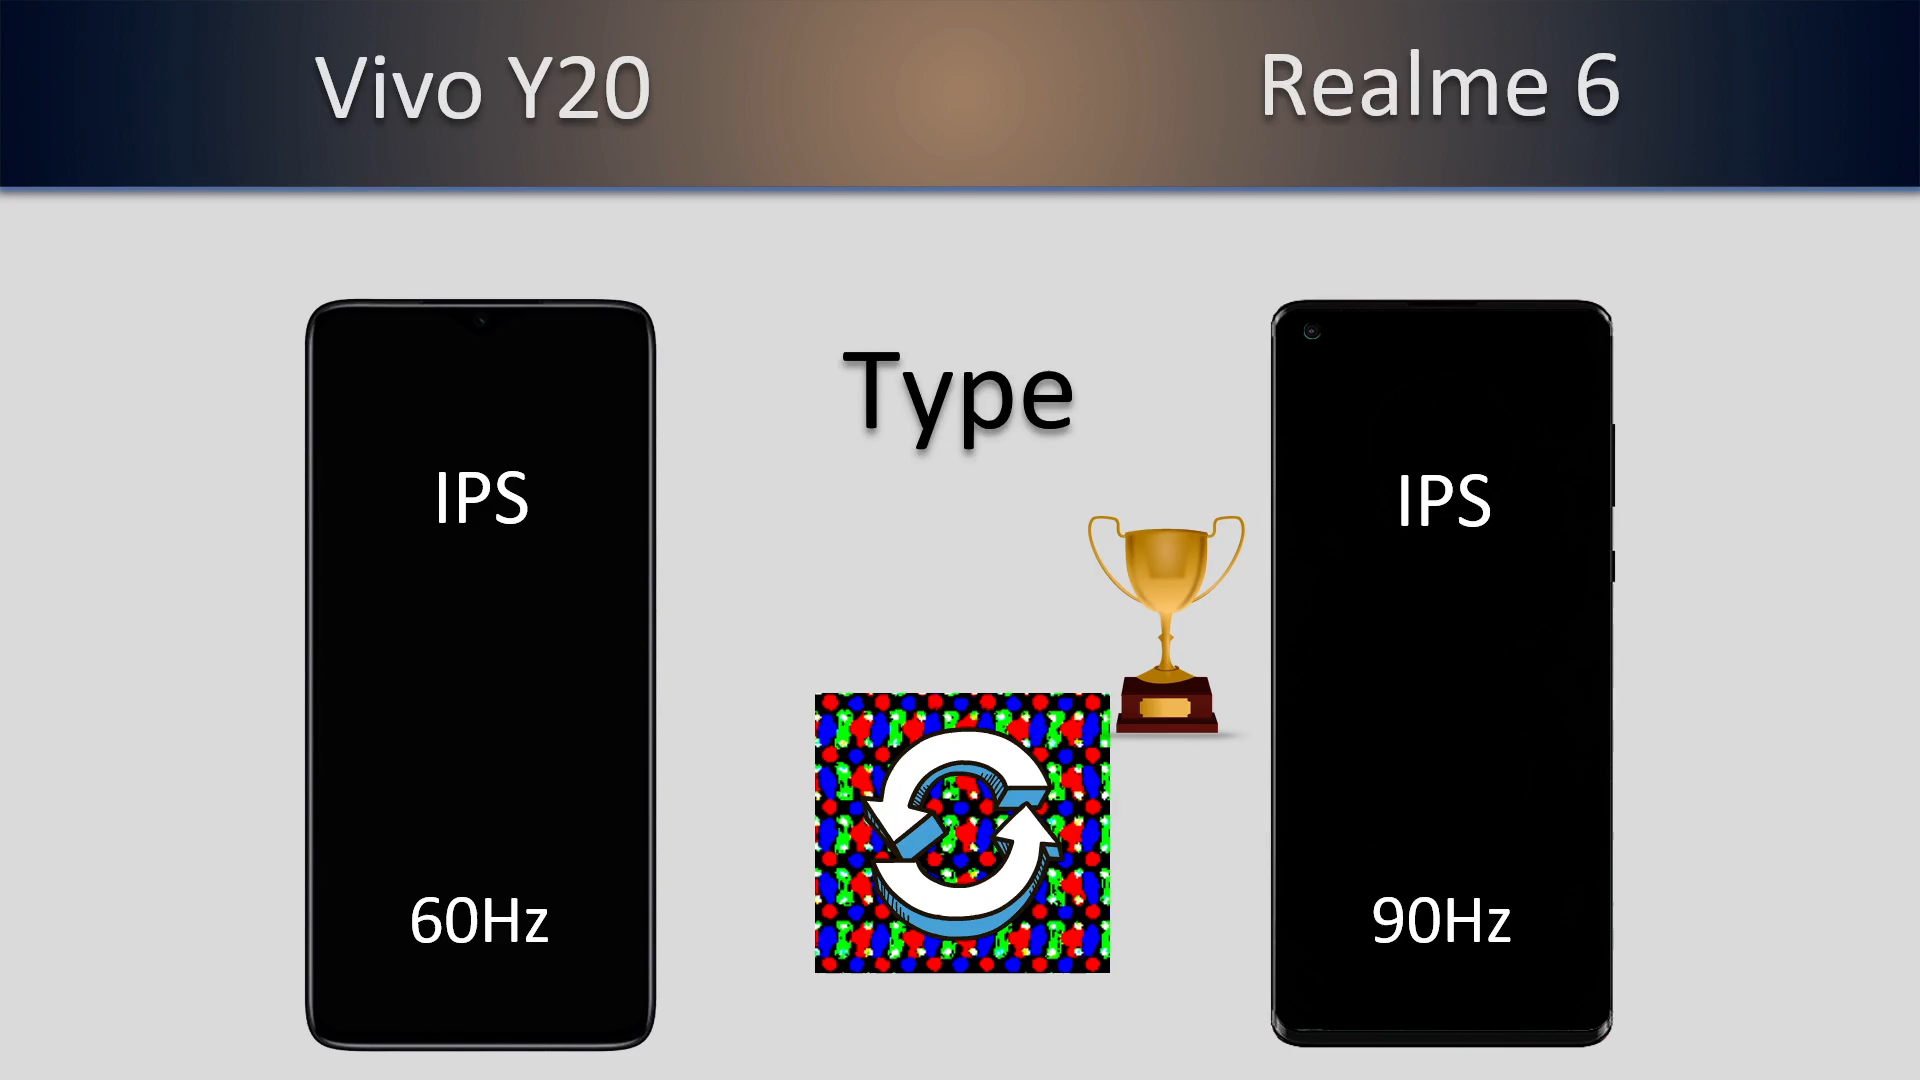 Vivo Y20
Realme 6
Type
IPS
IPS
60Hz
90Hz